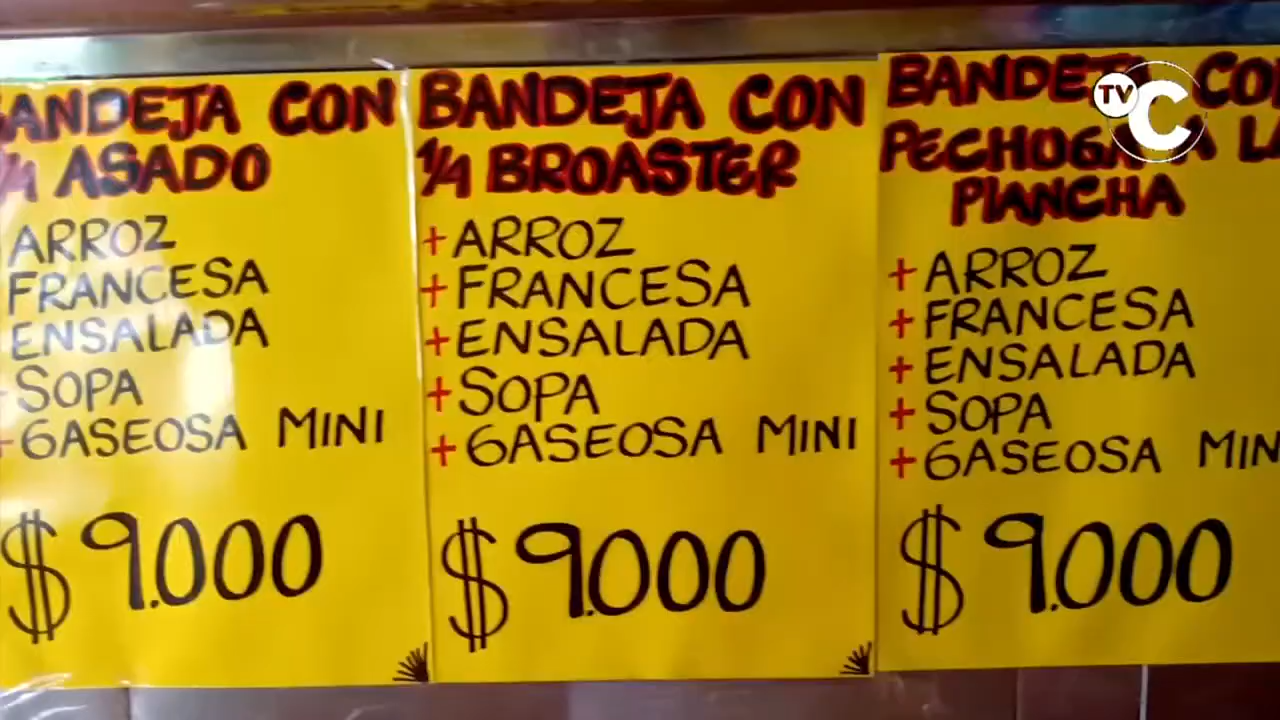 BANDEJA CON
1/4 ASADO
ARROZ
FRANCESA
ENSALADA
+SOPA
+GASEOSA MINI
$9.000
BANDEJA CON
1/4 BROASTER
+ARROZ
+FRANCESA
+ENSALADA
+SOPA
+GASEOSA MINI
$9.000
BANDEJA CON
PECHUGA A LA
PLANCHA
+ARROZ
+FRANCESA
+ENSALADA
+SOPA
+GASEOSA MIN
$9.000
TVC